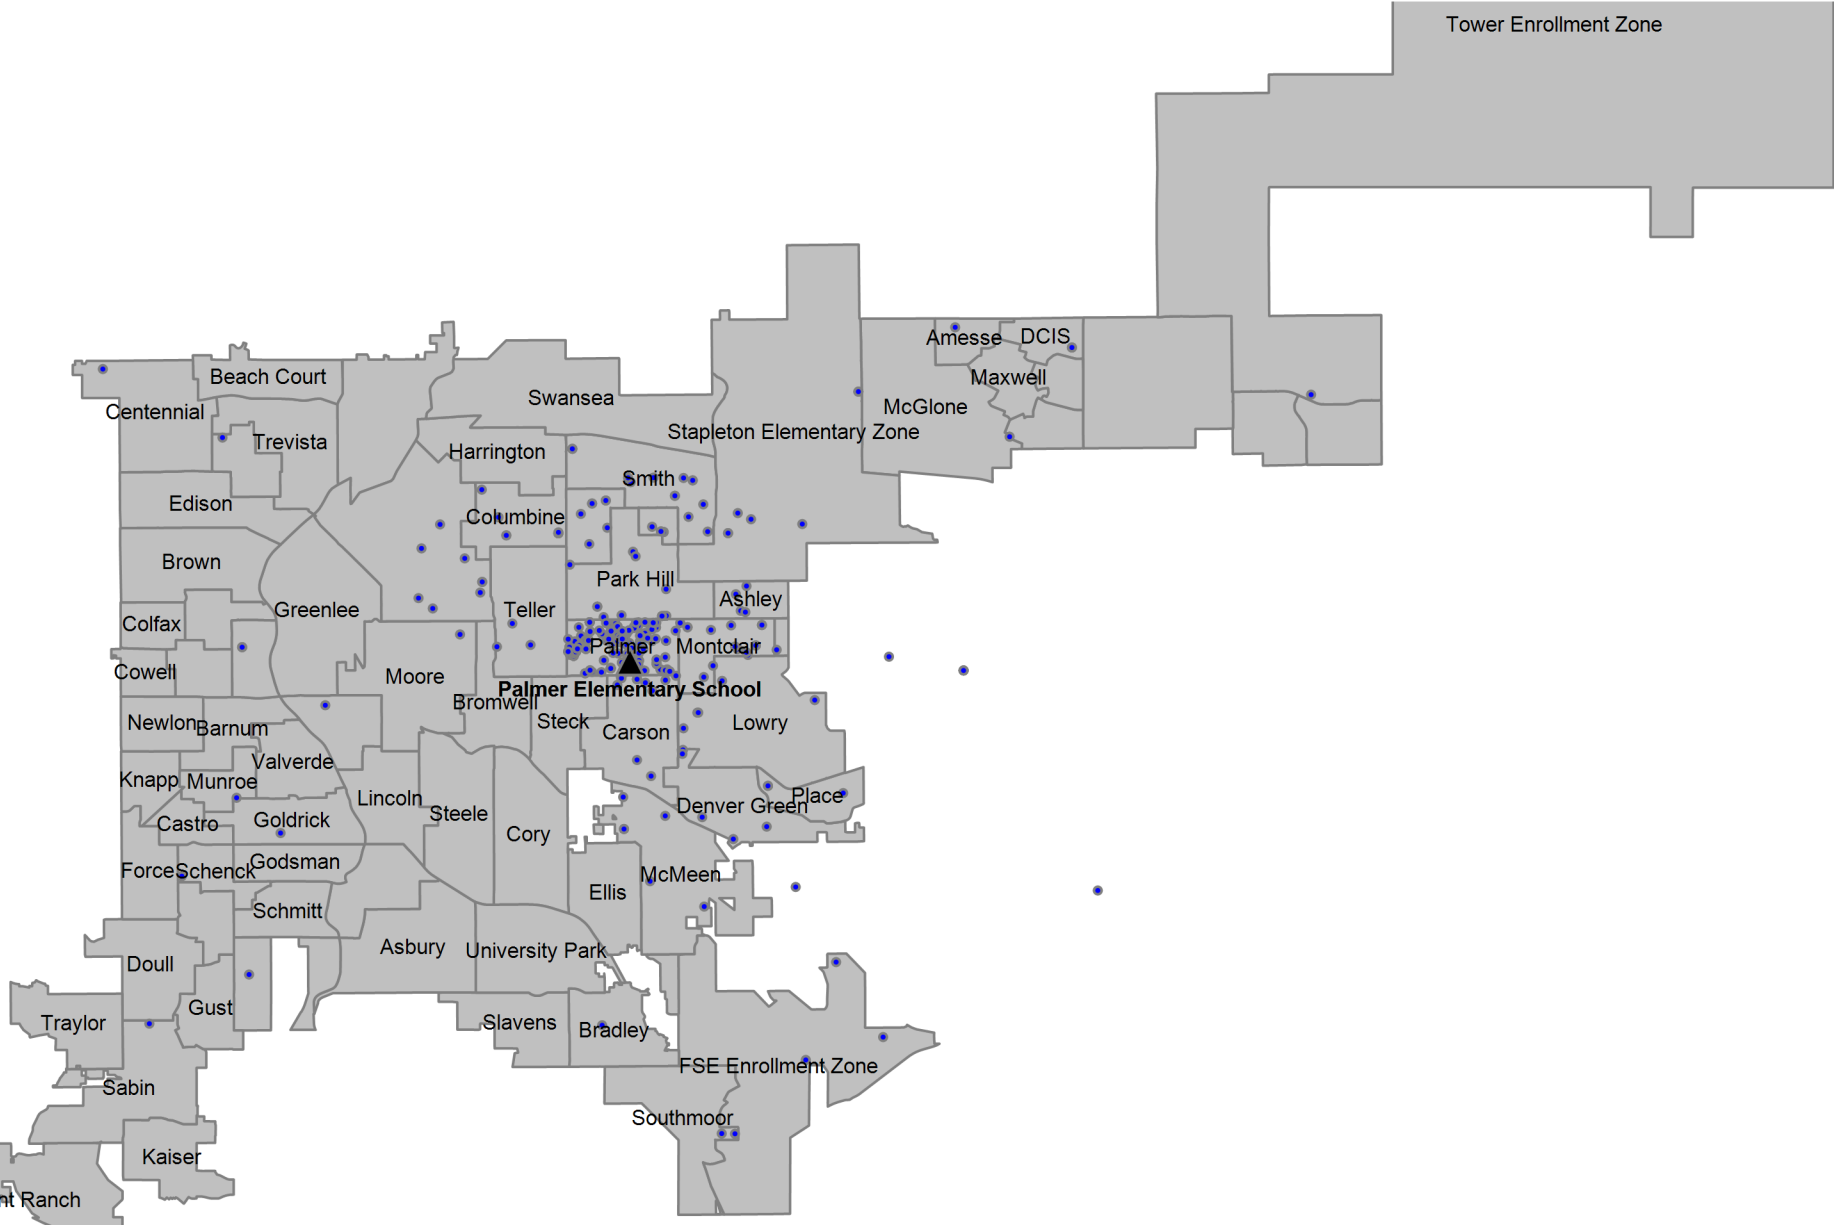 Tower Enrollment Zone
Amesse
DCIS
Beach Court
Maxwell
Swansea
McGlone
Centennial
Stapleton Elementary Zone
Trevista
Harrington
Smith
Edison
Columbine
Brown
Park Hill
Ashley
Greenlee
Teller
Colfax
Palmer
Montclair
Cowell
Moore
Palmer Elementary School
Bromwell
Newlon
Barnum
Steck
Carson
Lowry
Valverde
Knapp
Munroe
Lincoln
Denver Green
Place
Steele
Castro
Goldrick
Cory
Godsman
Force
Schenck
McMeen
Ellis
Schmitt
Asbury
University Park
Doull
Gust
Traylor
Slavens
Bradley
FSE Enrollment Zone
Sabin
Southmoor
Kaiser
nt Ranch